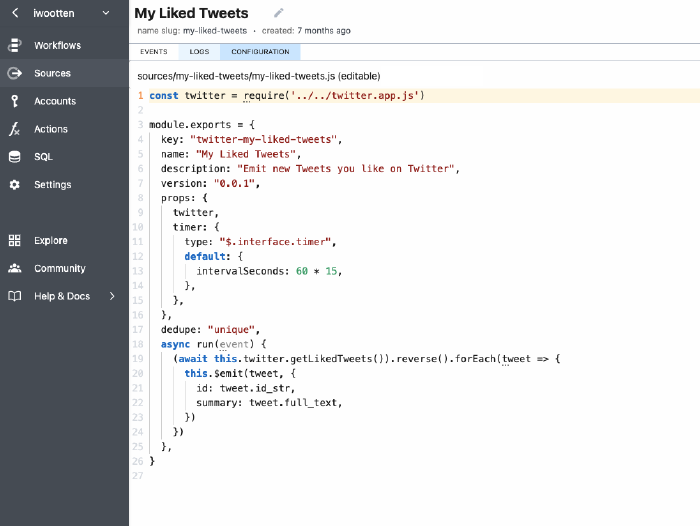 iwootten
Workflows
Sources
Accounts
Actions
SQL
Settings
Explore
Community
Help & Docs
My Liked Tweets
name slug: my-liked-tweets · created: 7 months ago
EVENTS LOGS CONFIGURATION
sources/my-liked-tweets/my-liked-tweets.js (editable)
1 const twitter = require('../../twitter.app.js')
2
3 module.exports = {
4 key: "twitter-my-liked-tweets",
5 name: "My Liked Tweets",
6 description: "Emit new Tweets you like on Twitter",
7 version: "0.0.1",
8 props: {
9 twitter,
10 timer: {
11 type: "$.interface.timer",
12 default: {
13 intervalSeconds: 60 * 15,
14 },
15 },
16 },
17 dedupe: "unique",
18 async run(event) {
19 (await this.twitter.getLikedTweets()).reverse().forEach(tweet => {
20 this.$emit(tweet, {
21 id: tweet.id_str,
22 summary: tweet.full_text,
23 })
24 })
25 },
26 }
27